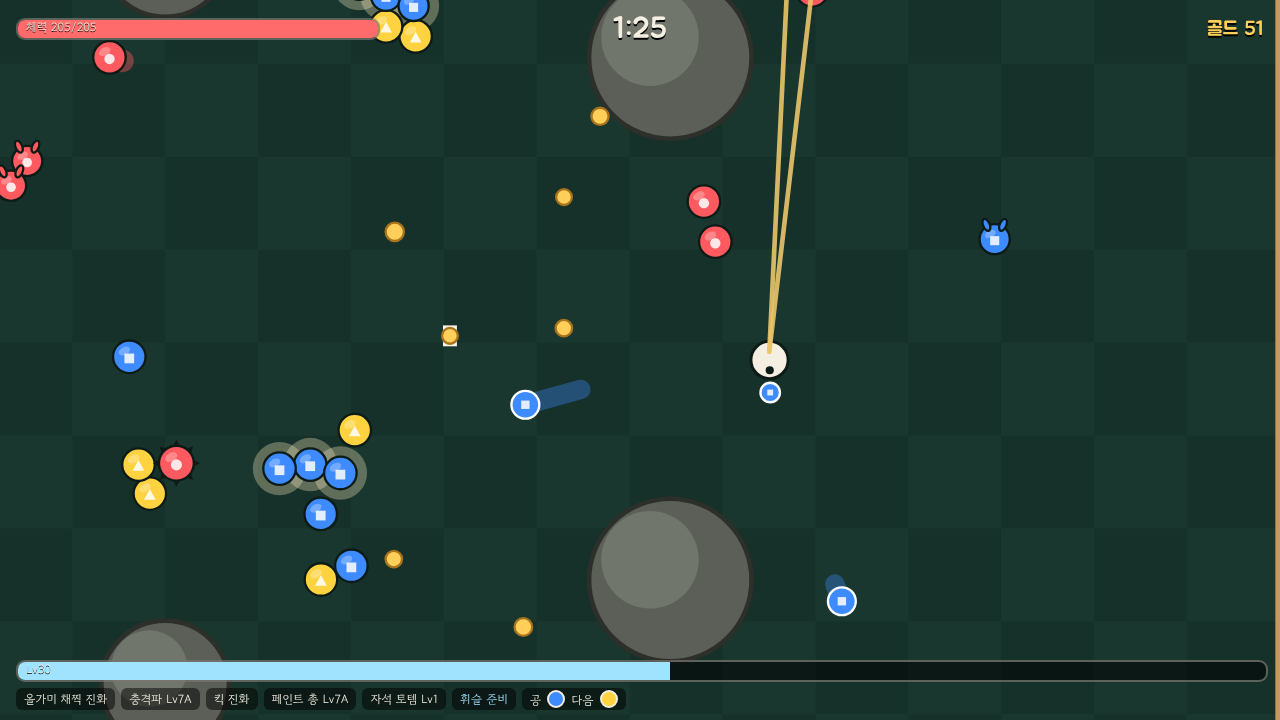 체력 205/205
1:25
골드 51
Lv30
올가미 채찍 진화
충격파 Lv7A
킥 진화
페인트 총 Lv7A
자석 토템 Lv1
휘슬 준비
공
다음